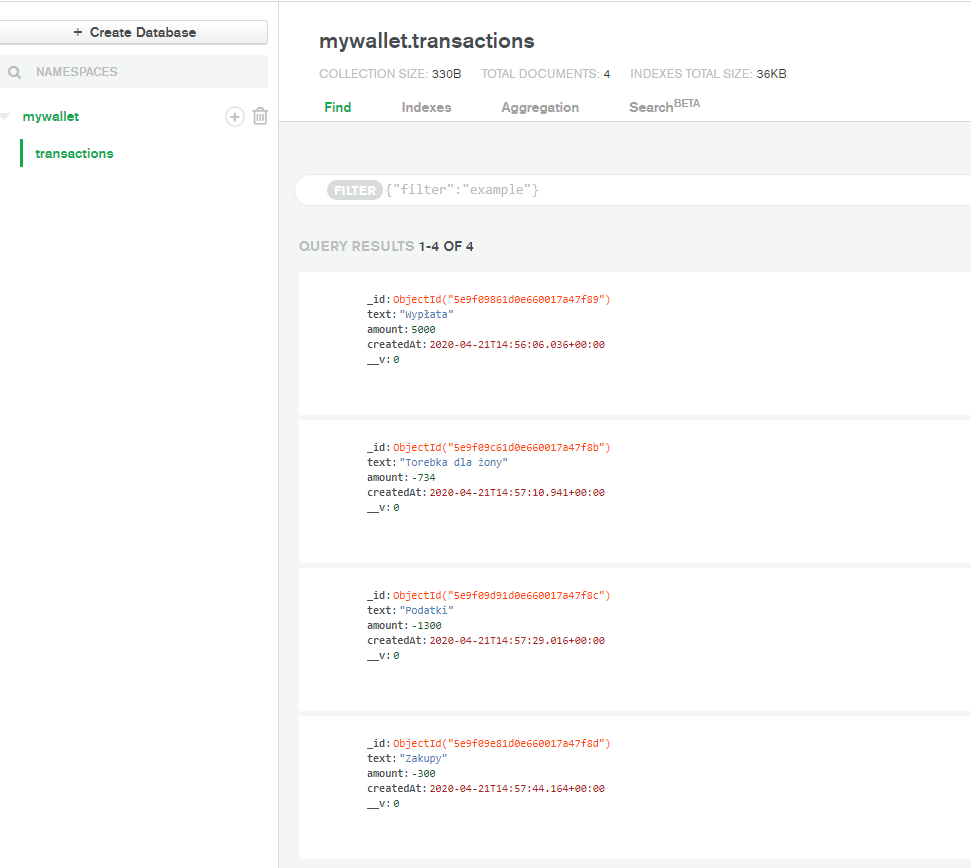 + Create Database
NAMESPACES
mywallet
transactions
mywallet.transactions
COLLECTION SIZE: 330B TOTAL DOCUMENTS: 4 INDEXES TOTAL SIZE: 36KB
Find Indexes Aggregation Search BETA
FILTER {"filter":"example"}
QUERY RESULTS 1-4 OF 4
_id: ObjectId("5e9f09861d0e660017a47f89")
text: "Wypłata"
amount: 5000
createdAt: 2020-04-21T14:56:06.036+00:00
__v: 0
_id: ObjectId("5e9f09c61d0e660017a47f8b")
text: "Torebka dla żony"
amount: -734
createdAt: 2020-04-21T14:57:10.941+00:00
__v: 0
_id: ObjectId("5e9f09d91d0e660017a47f8c")
text: "Podatki"
amount: -1300
createdAt: 2020-04-21T14:57:29.016+00:00
__v: 0
_id: ObjectId("5e9f09e81d0e660017a47f8d")
text: "Zakupy"
amount: -300
createdAt: 2020-04-21T14:57:44.164+00:00
__v: 0